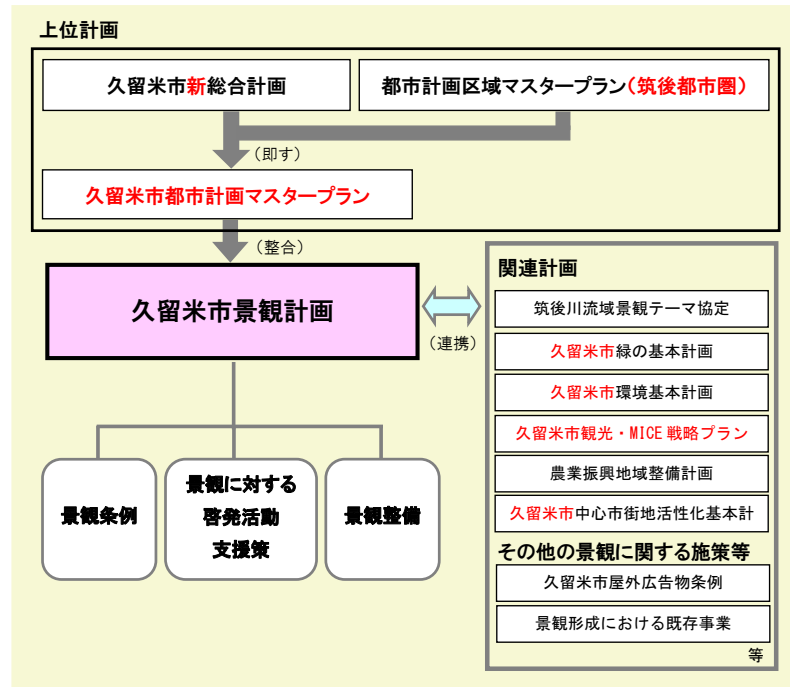 上位計画
久留米市新総合計画
都市計画区域マスタープラン(筑後都市圏)
(即す)
久留米市都市計画マスタープラン
(整合)
久留米市景観計画
(連携)
景観条例
景観に対する
啓発活動
支援策
景観整備
関連計画
筑後川流域景観テーマ協定
久留米市緑の基本計画
久留米市環境基本計画
久留米市観光・MICE戦略プラン
農業振興地域整備計画
久留米市中心市街地活性化基本計
その他の景観に関する施策等
久留米市屋外広告物条例
景観形成における既存事業
等